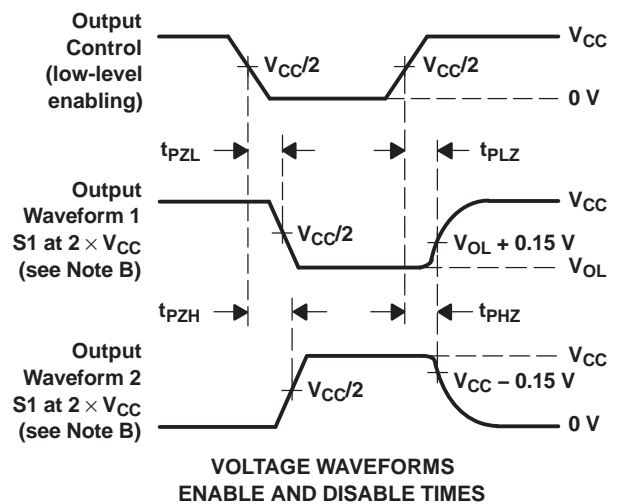 Output
Control
(low-level
enabling)
VCC/2
VCC/2
VCC
0 V
tPZL
tPLZ
Output
Waveform 1
S1 at 2 × VCC
(see Note B)
VCC/2
VCC
VOL + 0.15 V
VOL
tPZH
tPHZ
Output
Waveform 2
S1 at 2 × VCC
(see Note B)
VCC/2
VCC
VCC – 0.15 V
0 V
VOLTAGE WAVEFORMS
ENABLE AND DISABLE TIMES